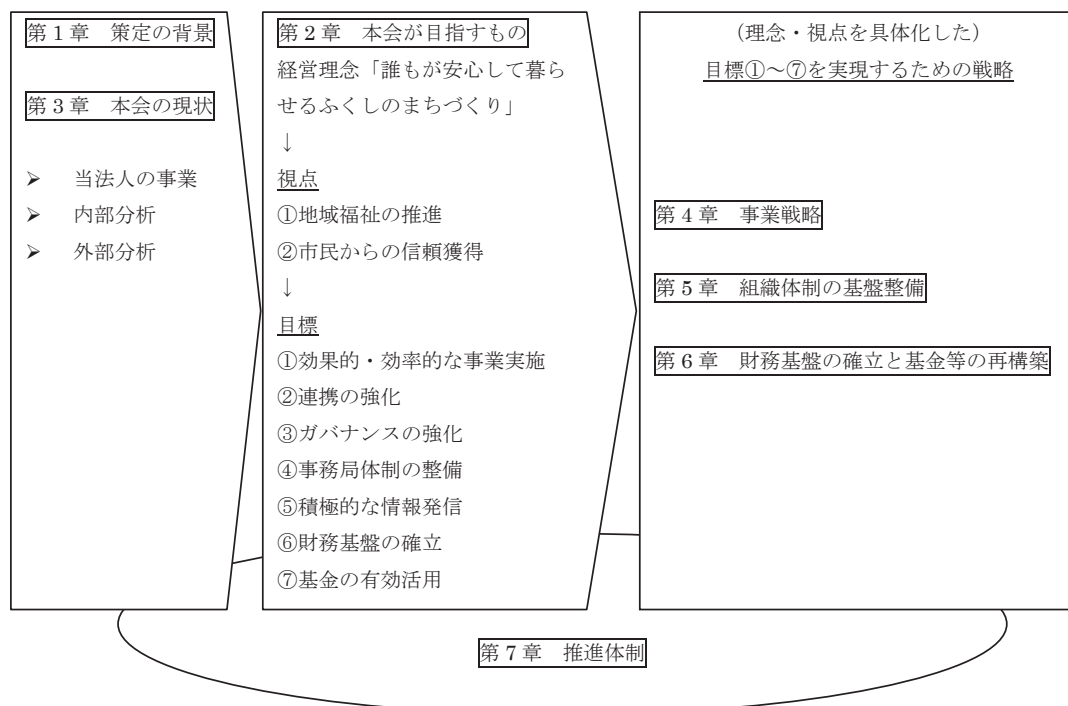 第1章　策定の背景
第3章　本会の現状
➢　当法人の事業
➢　内部分析
➢　外部分析
第2章　本会が目指すもの
経営理念「誰もが安心して暮ら
せるふくしのまちづくり」
↓
視点
①地域福祉の推進
②市民からの信頼獲得
↓
目標
①効果的・効率的な事業実施
②連携の強化
③ガバナンスの強化
④事務局体制の整備
⑤積極的な情報発信
⑥財務基盤の確立
⑦基金の有効活用
（理念・視点を具体化した）
目標①～⑦を実現するための戦略
第4章　事業戦略
第5章　組織体制の基盤整備
第6章　財務基盤の確立と基金等の再構築
第7章　推進体制